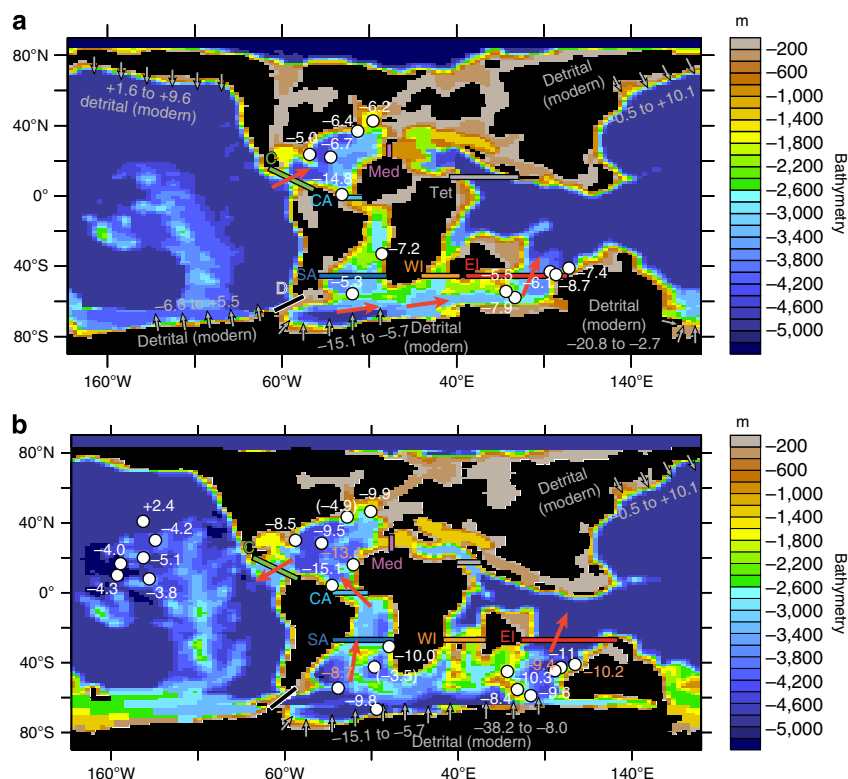 a
m
80°N
40°N
0°
40°S
80°S
+1.6 to +9.6
detrital (modern)
Detrital
(modern)
-0.5 to +10.1
–6.2
–6.4
–5.0
–6.7
–14.8
C
CA
Med
Tet
–7.2
SA
WI
EI
–5.3
–5.5
–7.9
–6.1
–8.7
–7.4
D
–6.6 to –5.5
Detrital (modern)
–15.1 to –5.7
Detrital
(modern)
Detrital
(modern)
–20.8 to –2.7
160°W
60°W
40°E
140°E
–200
–600
–1,000
–1,400
–1,800
–2,200
–2,600
–3,000
–3,400
–3,800
–4,200
–4,600
–5,000
Bathymetry
b
m
80°N
40°N
0°
40°S
80°S
Detrital
(modern)
–0.5 to +10.1
+2.4
–4.2
–4.0
–5.1
–4.3
–3.8
–9.9
(–4.9)
–8.5
–9.5
–15.1
C
CA
Med
SA
WI
EI
–10.0
(–3.5)
–8.7
–9.8
–11
–9.4
–10.2
–10.3
–8.4
–9.6
–15.1 to –5.7
–38.2 to –8.0
Detrital (modern)
160°W
60°W
40°E
140°E
–200
–600
–1,000
–1,400
–1,800
–2,200
–2,600
–3,000
–3,400
–3,800
–4,200
–4,600
–5,000
Bathymetry